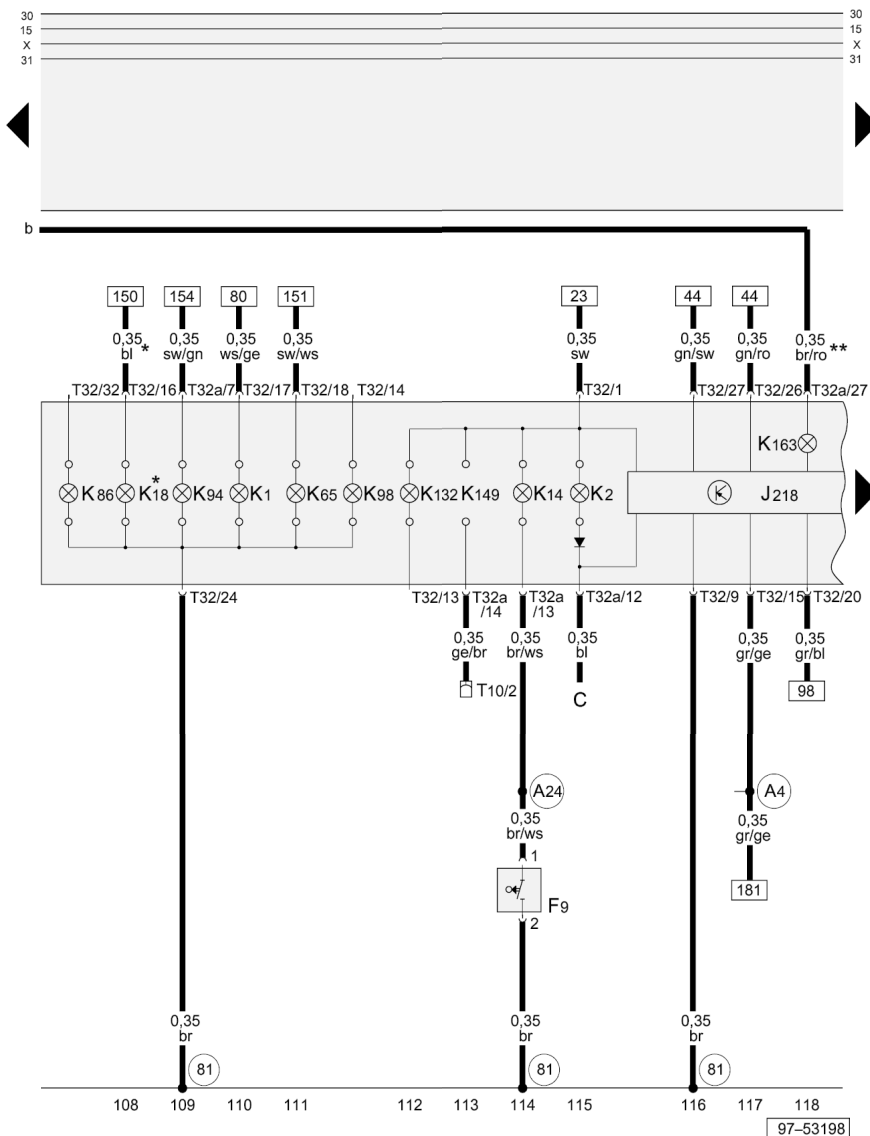 30 30
15 15
X X
31 31
b
150 154 80 151 23 44 44
0,35 0,35 0,35 0,35 0,35 0,35 0,35 0,35
bl * sw/gn ws/ge sw/ws sw gn/sw gn/ro br/ro **
T32/32 T32/16 T32a/7 T32/17 T32/18 T32/14 T32/1 T32/27 T32/26 T32a/27
K163
K86 K18* K94 K1 K65 K98 K132 K149 K14 K2 J218
T32/24 T32/13 T32a/14 T32a/13 T32a/12 T32/9 T32/15 T32/20
0,35 0,35 0,35 0,35 0,35
ge/br br/ws bl gr/ge gr/bl
T10/2 C 98
A24 A4
0,35 0,35
br/ws gr/ge
1
181
F9
2
0,35 0,35 0,35
br br br
81 81 81
108 109 110 111 112 113 114 115 116 117 118
97–53198